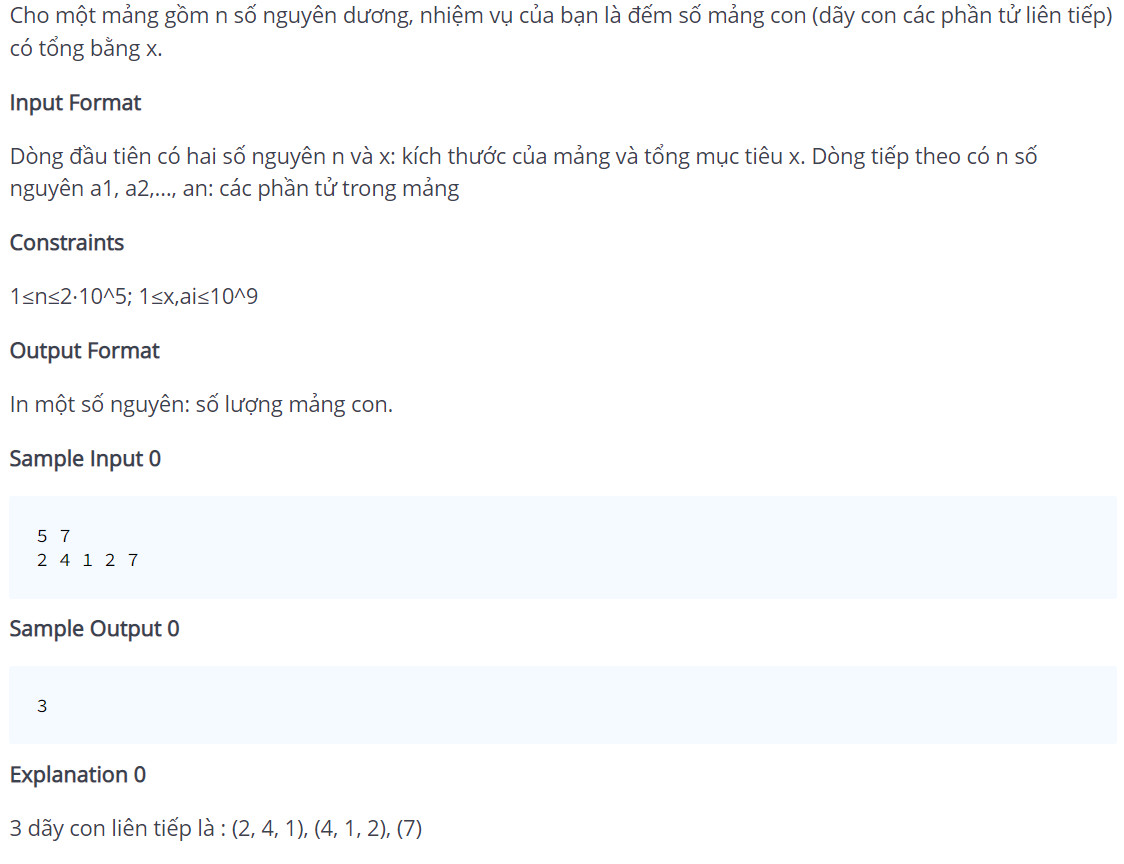 Cho một mảng gồm n số nguyên dương, nhiệm vụ của bạn là đếm số mảng con (dãy con các phần tử liên tiếp)
có tổng bằng x.
Input Format
Dòng đầu tiên có hai số nguyên n và x: kích thước của mảng và tổng mục tiêu x. Dòng tiếp theo có n số
nguyên a1, a2,..., an: các phần tử trong mảng
Constraints
1≤n≤2·10^5; 1≤x,ai≤10^9
Output Format
In một số nguyên: số lượng mảng con.
Sample Input 0
5 7
2 4 1 2 7
Sample Output 0
3
Explanation 0
3 dãy con liên tiếp là : (2, 4, 1), (4, 1, 2), (7)